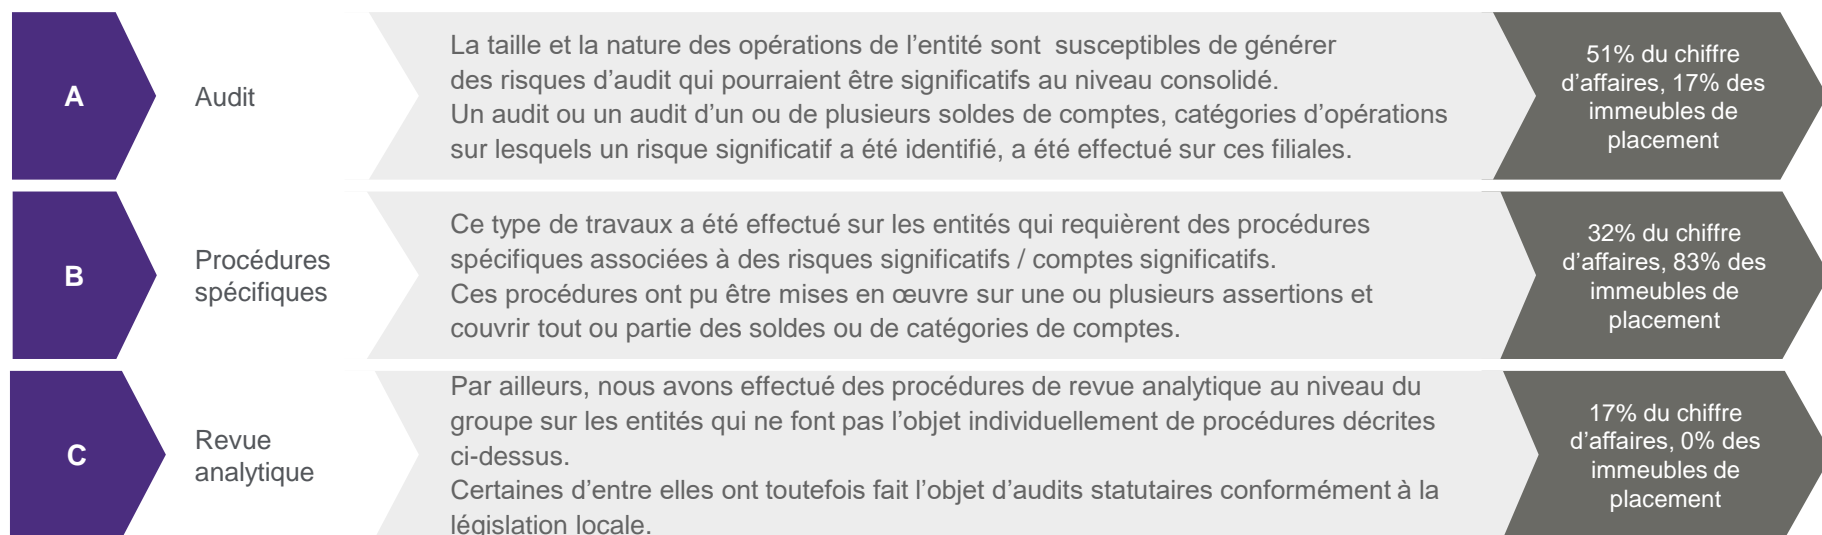 A
Audit
La taille et la nature des opérations de l’entité sont  susceptibles de générer
des risques d’audit qui pourraient être significatifs au niveau consolidé.
Un audit ou un audit d’un ou de plusieurs soldes de comptes, catégories d’opérations
sur lesquels un risque significatif a été identifié, a été effectué sur ces filiales.
51% du chiffre
d’affaires, 17% des
immeubles de
placement
B
Procédures
spécifiques
Ce type de travaux a été effectué sur les entités qui requièrent des procédures
spécifiques associées à des risques significatifs / comptes significatifs.
Ces procédures ont pu être mises en œuvre sur une ou plusieurs assertions et
couvrir tout ou partie des soldes ou de catégories de comptes.
32% du chiffre
d’affaires, 83% des
immeubles de
placement
C
Revue
analytique
Par ailleurs, nous avons effectué des procédures de revue analytique au niveau du
groupe sur les entités qui ne font pas l’objet individuellement de procédures décrites
ci-dessus.
Certaines d’entre elles ont toutefois fait l’objet d’audits statutaires conformément à la
législation locale.
17% du chiffre
d’affaires, 0% des
immeubles de
placement